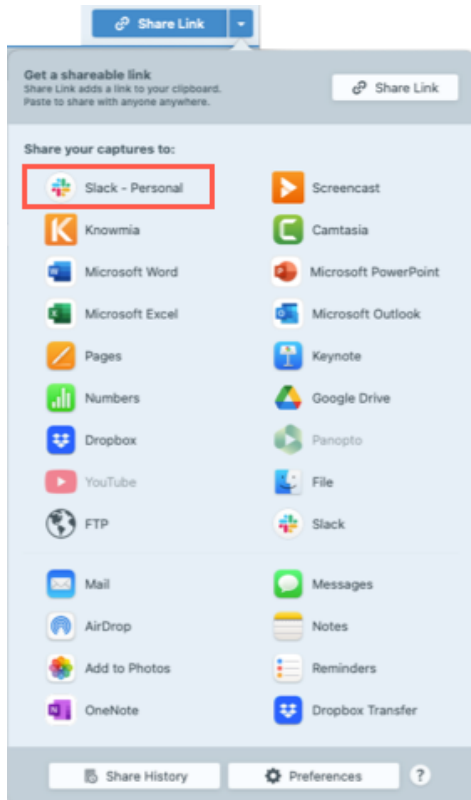 Share Link
Get a shareable link
Share Link adds a link to your clipboard.
Paste to share with anyone anywhere.
Share Link
Share your captures to:
Slack - Personal
Screencast
Knowmia
Camtasia
Microsoft Word
Microsoft PowerPoint
Microsoft Excel
Microsoft Outlook
Pages
Keynote
Numbers
Google Drive
Dropbox
Panopto
YouTube
File
FTP
Slack
Mail
Messages
AirDrop
Notes
Add to Photos
Reminders
OneNote
Dropbox Transfer
Share History
Preferences
?